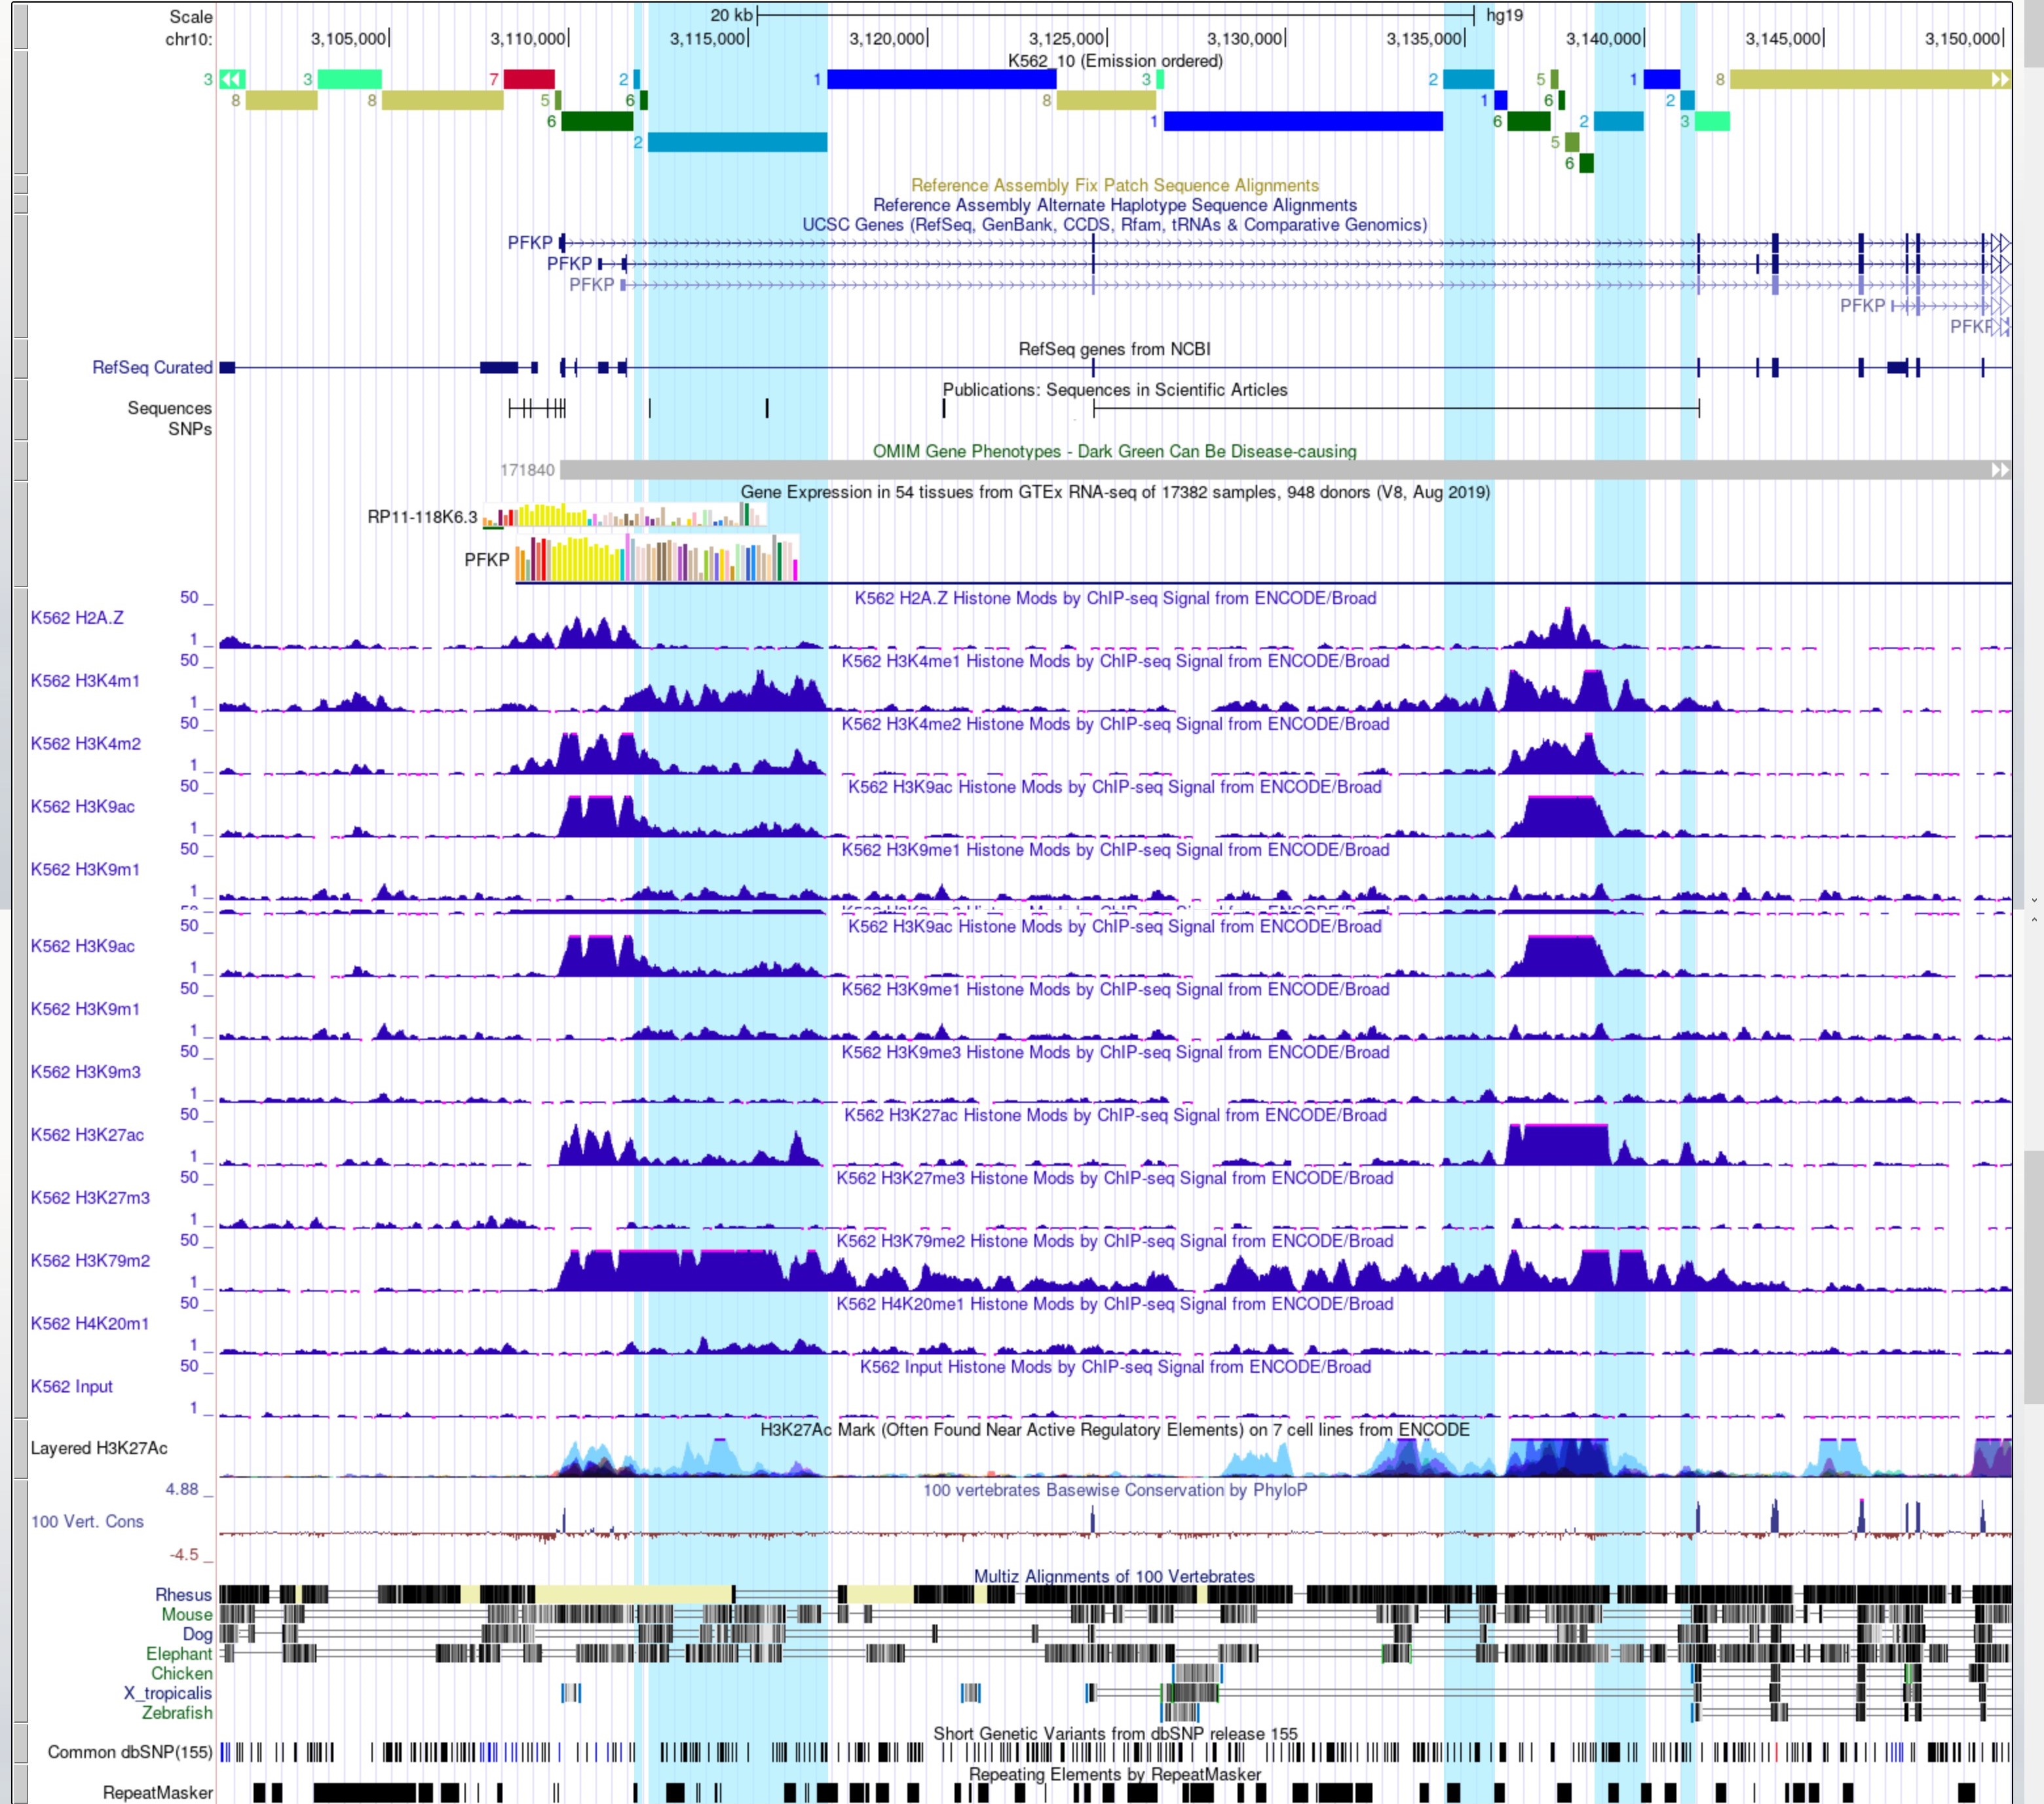 Scale 20 kb hg19
chr10: 3,105,000 3,110,000 3,115,000 3,120,000 3,125,000 3,130,000 3,135,000 3,140,000 3,145,000 3,150,000
K562_10 (Emission ordered)
3 3 7 2 1 3 2 5 1 8
8 8 5 6 8 1 6 2
6 1 6 2 3
2 5
6
Reference Assembly Fix Patch Sequence Alignments
Reference Assembly Alternate Haplotype Sequence Alignments
UCSC Genes (RefSeq, GenBank, CCDS, Rfam, tRNAs & Comparative Genomics)
PFKP
PFKP
PFKP
PFKP
PFKP
RefSeq genes from NCBI
RefSeq Curated
Publications: Sequences in Scientific Articles
Sequences
SNPs
OMIM Gene Phenotypes - Dark Green Can Be Disease-causing
171840
Gene Expression in 54 tissues from GTEx RNA-seq of 17382 samples, 948 donors (V8, Aug 2019)
RP11-118K6.3
PFKP
50 _ K562 H2A.Z Histone Mods by ChIP-seq Signal from ENCODE/Broad
K562 H2A.Z
1 _
50 _ K562 H3K4me1 Histone Mods by ChIP-seq Signal from ENCODE/Broad
K562 H3K4m1
1 _
50 _ K562 H3K4me2 Histone Mods by ChIP-seq Signal from ENCODE/Broad
K562 H3K4m2
1 _
50 _ K562 H3K9ac Histone Mods by ChIP-seq Signal from ENCODE/Broad
K562 H3K9ac
1 _
50 _ K562 H3K9me1 Histone Mods by ChIP-seq Signal from ENCODE/Broad
K562 H3K9m1
1 _
50 _ K562 H3K9ac Histone Mods by ChIP-seq Signal from ENCODE/Broad
K562 H3K9ac
1 _
50 _ K562 H3K9me1 Histone Mods by ChIP-seq Signal from ENCODE/Broad
K562 H3K9m1
1 _
50 _ K562 H3K9me3 Histone Mods by ChIP-seq Signal from ENCODE/Broad
K562 H3K9m3
1 _
50 _ K562 H3K27ac Histone Mods by ChIP-seq Signal from ENCODE/Broad
K562 H3K27ac
1 _
50 _ K562 H3K27me3 Histone Mods by ChIP-seq Signal from ENCODE/Broad
K562 H3K27m3
1 _
50 _ K562 H3K79me2 Histone Mods by ChIP-seq Signal from ENCODE/Broad
K562 H3K79m2
1 _
50 _ K562 H4K20me1 Histone Mods by ChIP-seq Signal from ENCODE/Broad
K562 H4K20m1
1 _
50 _ K562 Input Histone Mods by ChIP-seq Signal from ENCODE/Broad
K562 Input
1 _
H3K27Ac Mark (Often Found Near Active Regulatory Elements) on 7 cell lines from ENCODE
Layered H3K27Ac
4.88 _ 100 vertebrates Basewise Conservation by PhyloP
100 Vert. Cons
-4.5 _
Multiz Alignments of 100 Vertebrates
Rhesus
Mouse
Dog
Elephant
Chicken
X_tropicalis
Zebrafish
Short Genetic Variants from dbSNP release 155
Common dbSNP(155)
Repeating Elements by RepeatMasker
RepeatMasker